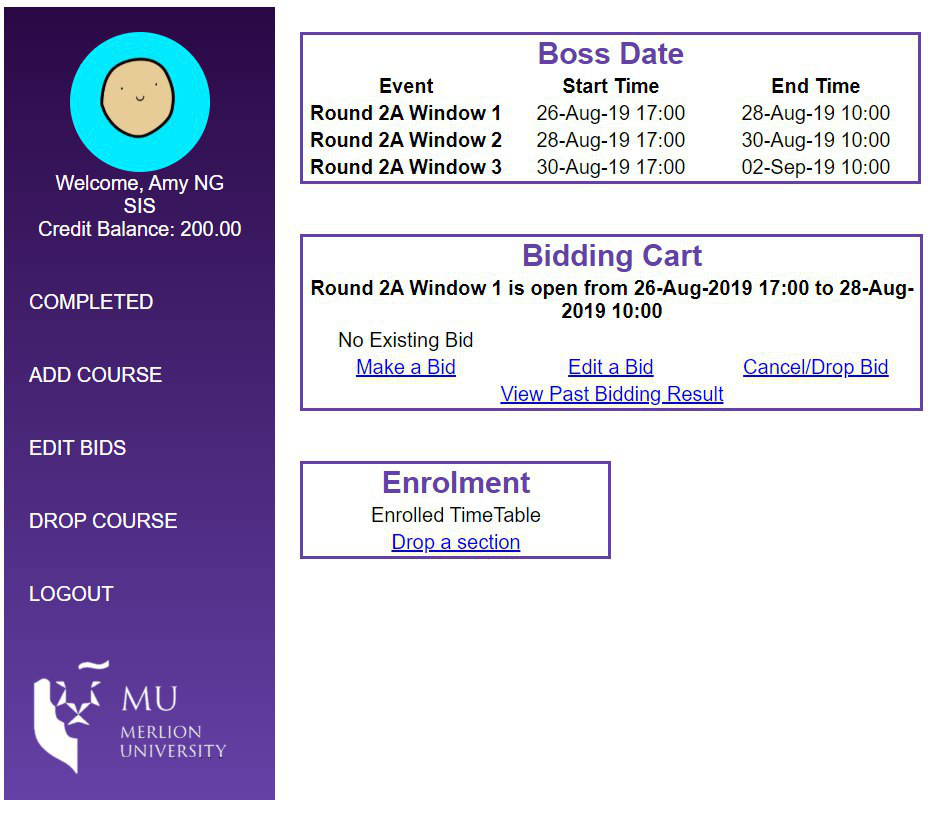 Welcome, Amy NG
SIS
Credit Balance: 200.00
COMPLETED
ADD COURSE
EDIT BIDS
DROP COURSE
LOGOUT
MU
MERLION
UNIVERSITY
Boss Date
Event Start Time End Time
Round 2A Window 1 26-Aug-19 17:00 28-Aug-19 10:00
Round 2A Window 2 28-Aug-19 17:00 30-Aug-19 10:00
Round 2A Window 3 30-Aug-19 17:00 02-Sep-19 10:00
Bidding Cart
Round 2A Window 1 is open from 26-Aug-2019 17:00 to 28-Aug-
2019 10:00
No Existing Bid
Make a Bid Edit a Bid Cancel/Drop Bid
View Past Bidding Result
Enrolment
Enrolled TimeTable
Drop a section